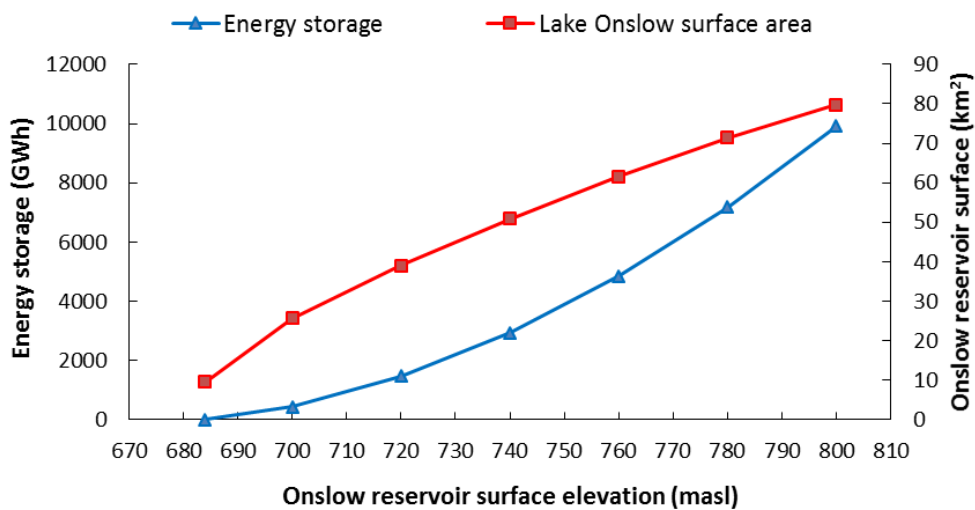 Energy storage
Lake Onslow surface area
12000
10000
8000
6000
4000
2000
0
Energy storage (GWh)
90
80
70
60
50
40
30
20
10
0
Onslow reservoir surface (km²)
670 680 690 700 710 720 730 740 750 760 770 780 790 800 810
Onslow reservoir surface elevation (masl)